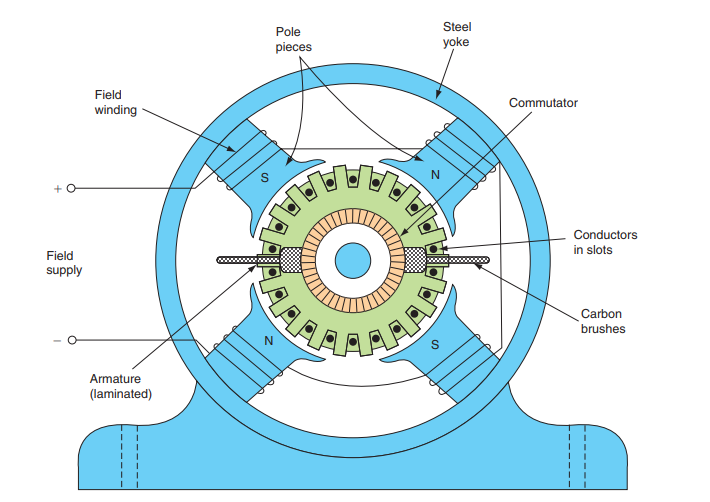 Pole
pieces
Steel
yoke
Field
winding
Commutator
S
N
+
Conductors
in slots
Field
supply
Carbon
brushes
–
N
S
Armature
(laminated)